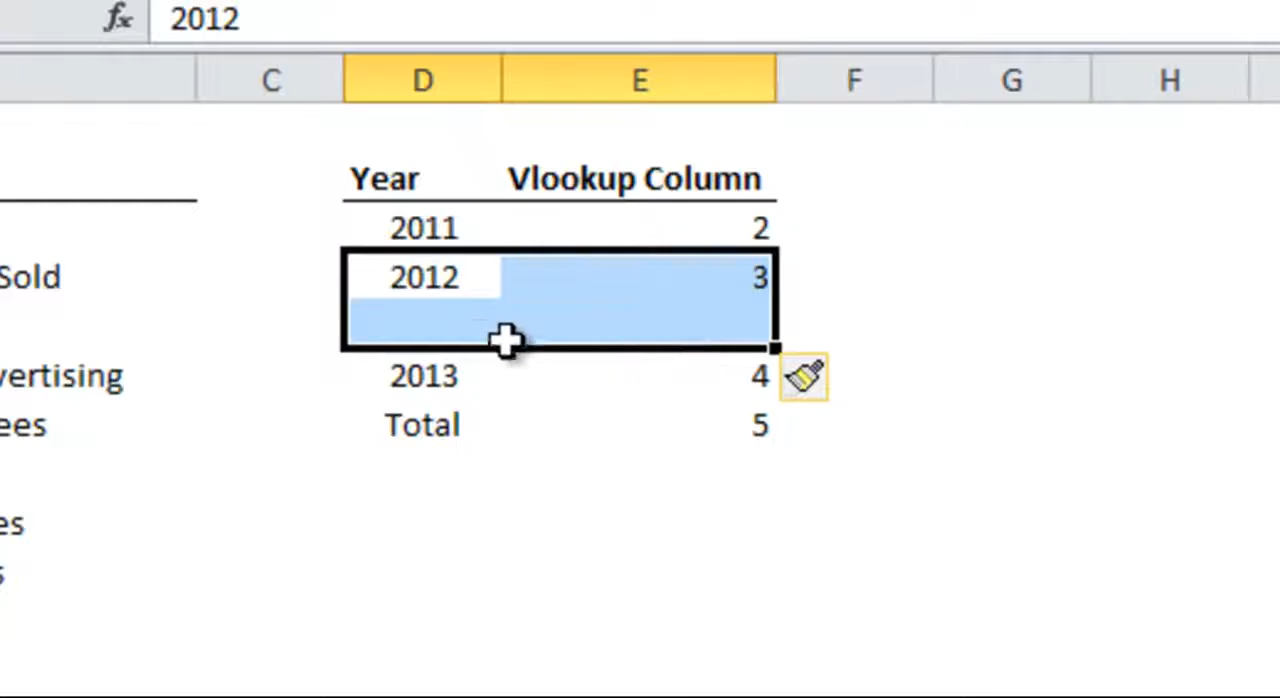 fx 2012
C D E F G H
Year Vlookup Column
2011 2
Sold 2012 3
vertising 2013 4
ees Total 5
es
s